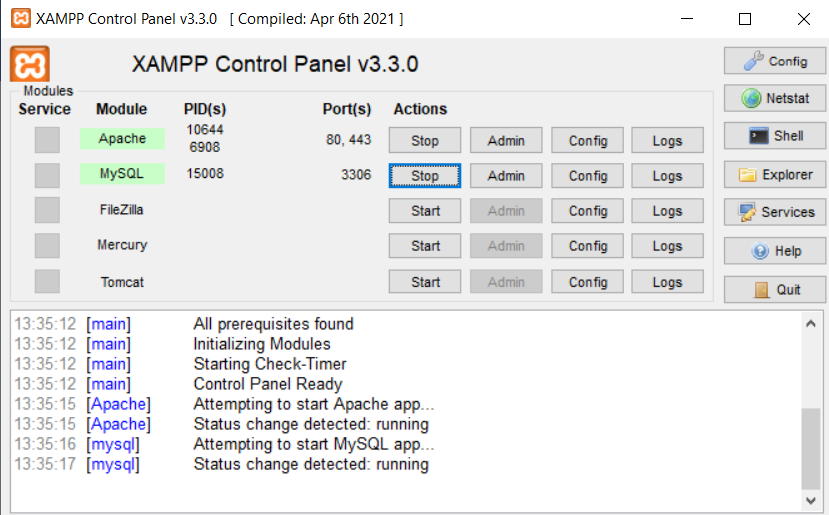 XAMPP Control Panel v3.3.0 [ Compiled: Apr 6th 2021 ]
XAMPP Control Panel v3.3.0
Config
Modules
Service Module PID(s) Port(s) Actions
Netstat
Apache 10644 6908 80, 443 Stop Admin Config Logs
Shell
MySQL 15008 3306 Stop Admin Config Logs
Explorer
FileZilla Start Admin Config Logs
Services
Mercury Start Admin Config Logs
Help
Tomcat Start Admin Config Logs
Quit
13:35:12 [main] All prerequisites found
13:35:12 [main] Initializing Modules
13:35:12 [main] Starting Check-Timer
13:35:12 [main] Control Panel Ready
13:35:15 [Apache] Attempting to start Apache app...
13:35:15 [Apache] Status change detected: running
13:35:16 [mysql] Attempting to start MySQL app...
13:35:17 [mysql] Status change detected: running